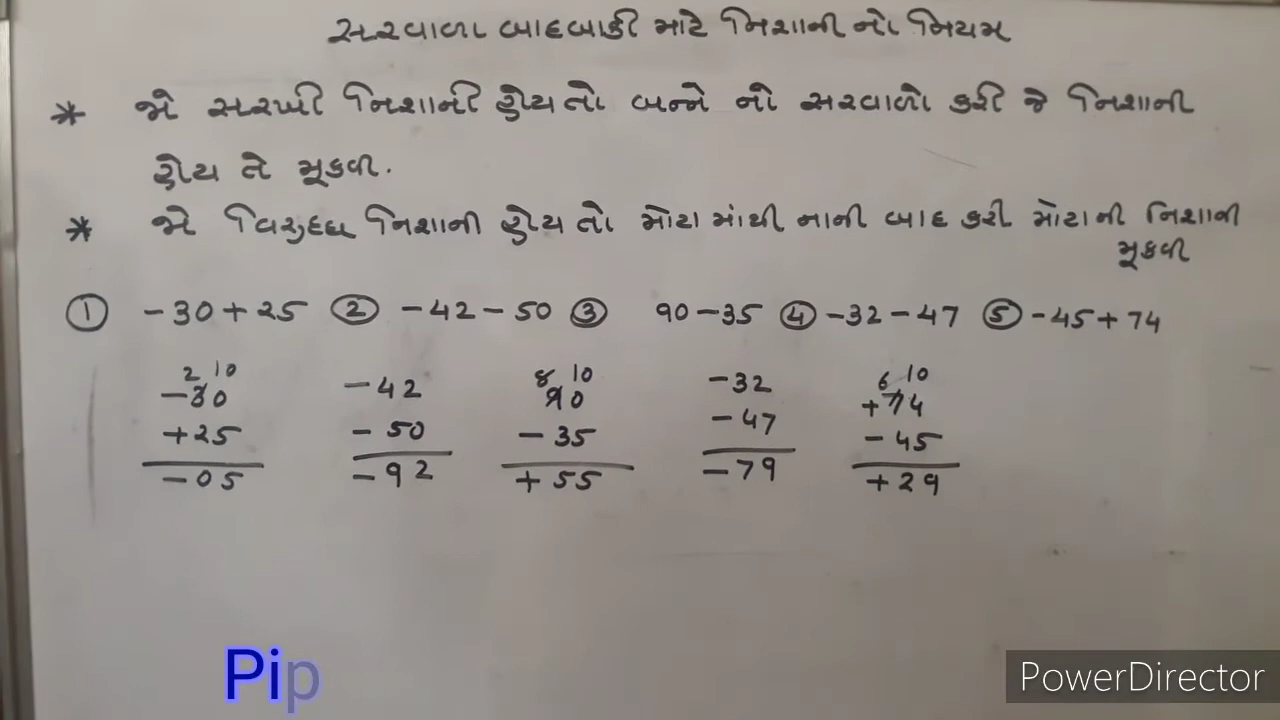 સરવાળા બાદબાકી માટે નિશાની નો નિયમ
* જો સરખી નિશાની હોય તો બન્ને નો સરવાળો કરી જે નિશાની
હોય તે મૂકવી.
* જો વિરુદ્ધ નિશાની હોય તો મોટા માંથી નાની બાદ કરી મોટા ની નિશાની
મૂકવી
① -30+25 ② -42-50 ③ 90-35 ④ -32-47 ⑤ -45+74
2 10 8 10 6 10
-30 -42 90 -32 +74
+25 -50 -35 -47 -45
-05 -92 +55 -79 +29
Pip
PowerDirector